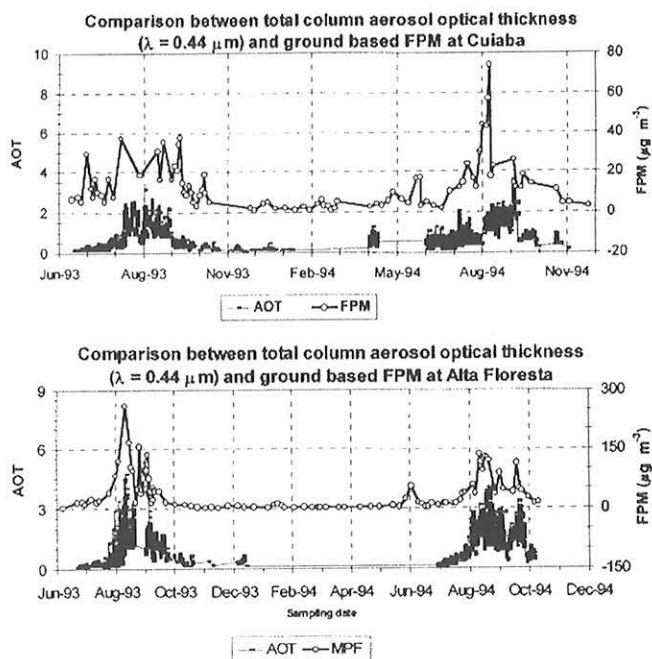 Comparison between total column aerosol optical thickness
(λ = 0.44 μm) and ground based FPM at Cuiaba
10
8
6
4
2
0
AOT
80
60
40
20
0
-20
FPM (μg m⁻³)
Jun-93 Aug-93 Nov-93 Feb-94 May-94 Aug-94 Nov-94
AOT FPM
Comparison between total column aerosol optical thickness
(λ = 0.44 μm) and ground based FPM at Alta Floresta
9
6
3
0
AOT
300
150
0
-150
FPM (μg m⁻³)
Jun-93 Aug-93 Oct-93 Dec-93 Feb-94 Apr-94 Jun-94 Aug-94 Oct-94 Dec-94
Sampling date
AOT MPF